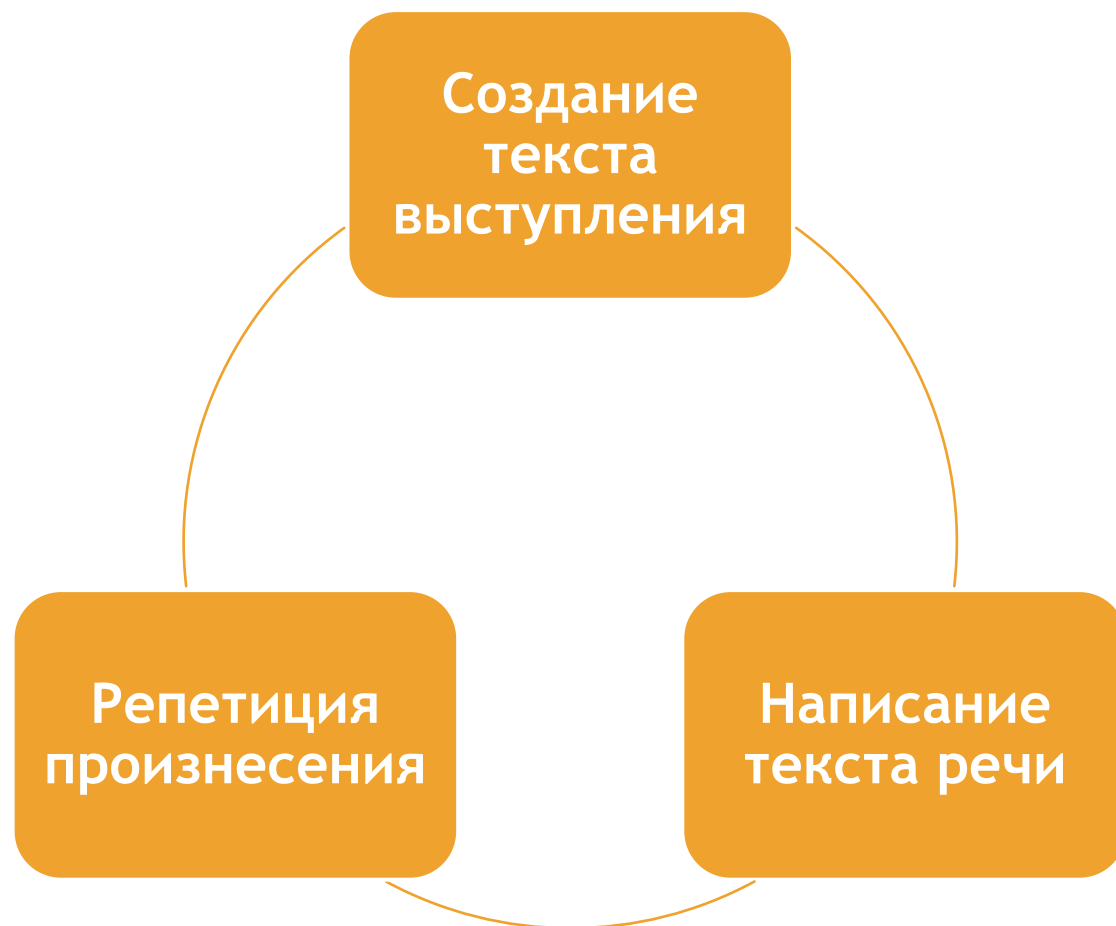 Создание
текста
выступления
Репетиция
произнесения
Написание
текста речи